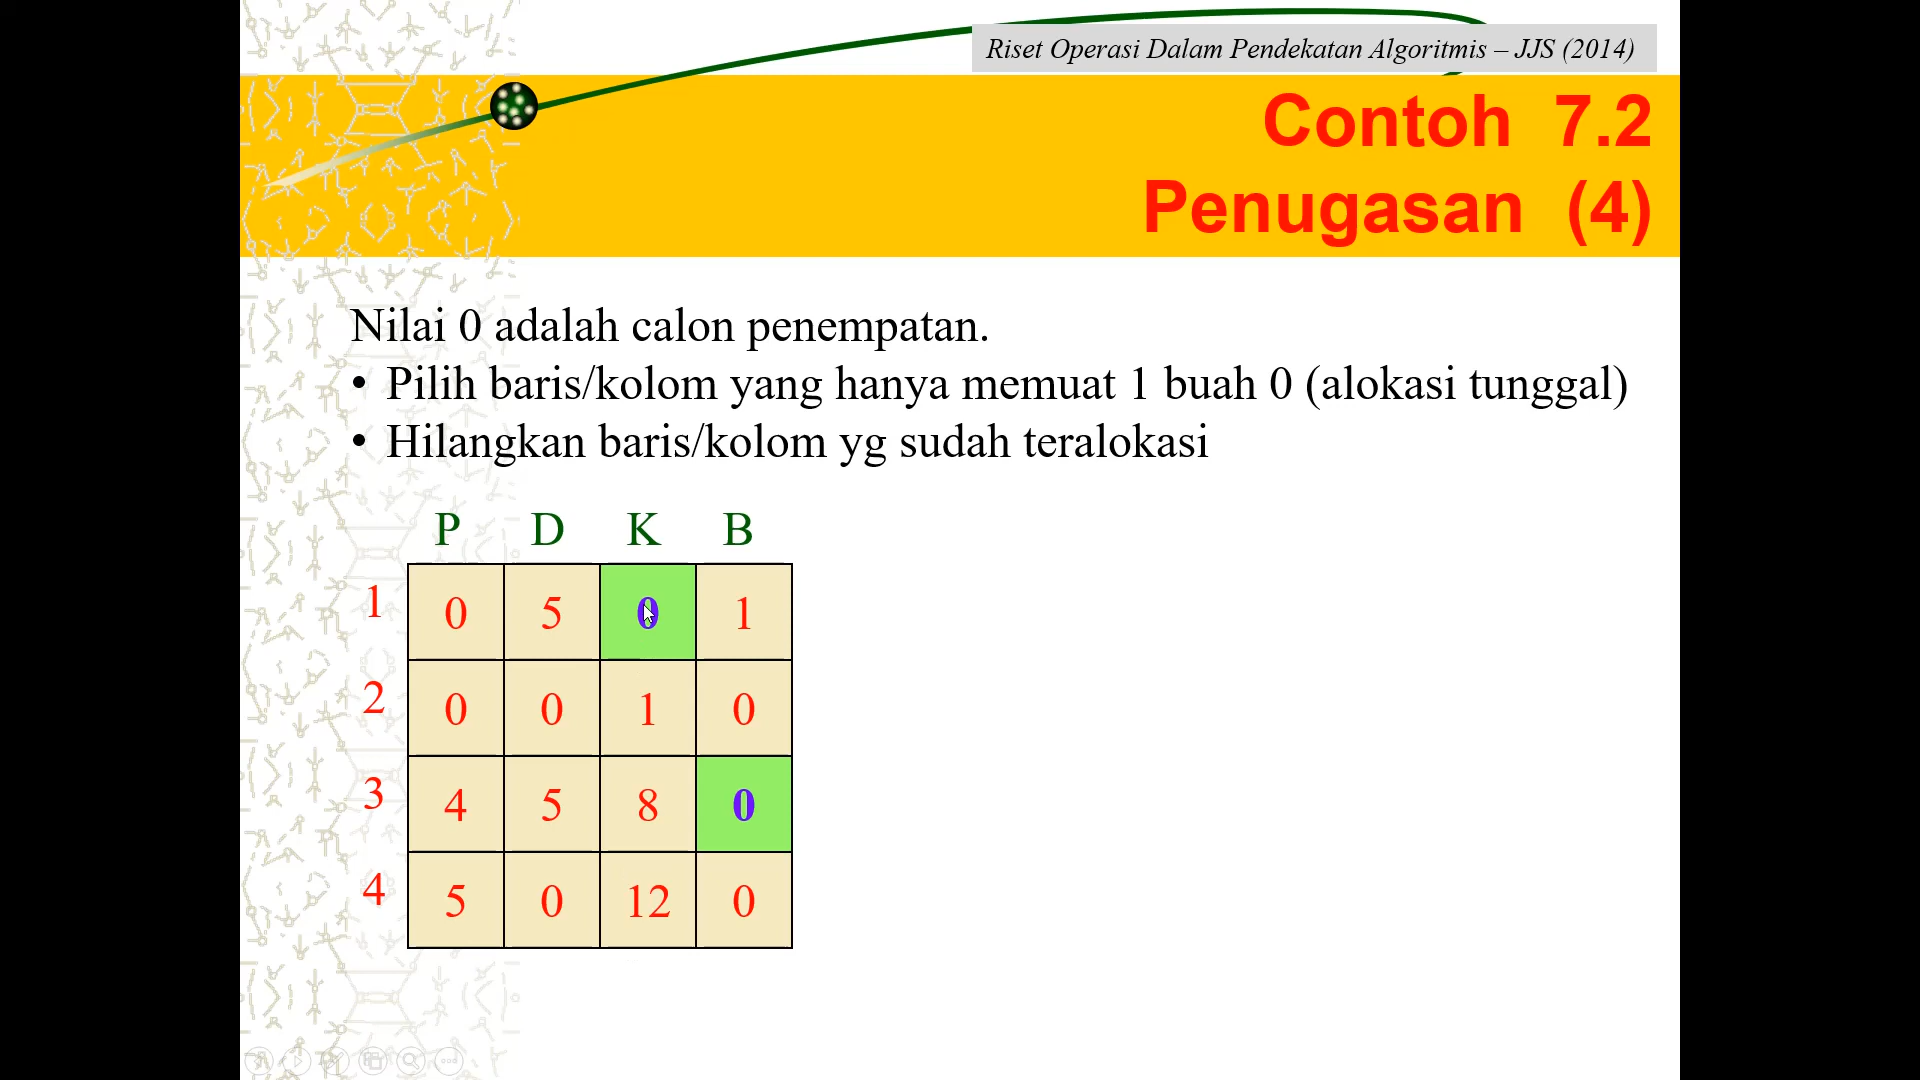 Riset Operasi Dalam Pendekatan Algoritmis – JJS (2014)
Contoh 7.2
Penugasan (4)
Nilai 0 adalah calon penempatan.
• Pilih baris/kolom yang hanya memuat 1 buah 0 (alokasi tunggal)
• Hilangkan baris/kolom yg sudah teralokasi
P D K B
1 0 5 0 1
2 0 0 1 0
3 4 5 8 0
4 5 0 12 0